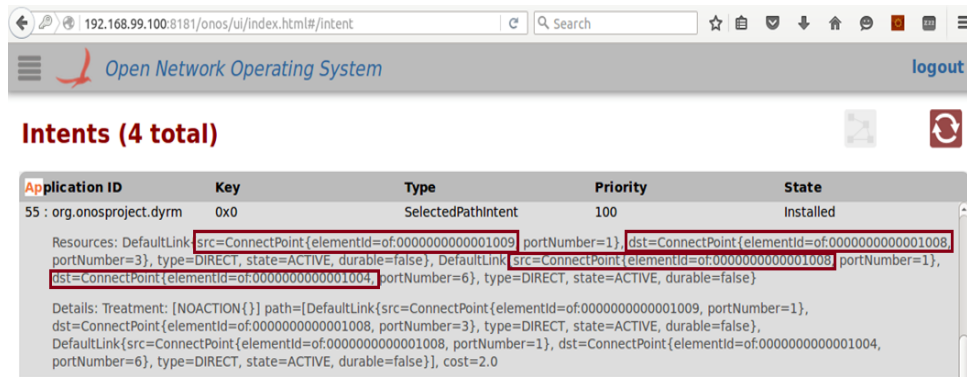 192.168.99.100:8181/onos/ui/index.html#/intent
Search
Open Network Operating System
logout
Intents (4 total)
Application ID Key Type Priority State
55 : org.onosproject.dyrm 0x0 SelectedPathIntent 100 Installed
Resources: DefaultLink{src=ConnectPoint{elementId=of:0000000000001009, portNumber=1}, dst=ConnectPoint{elementId=of:0000000000001008,
portNumber=3}, type=DIRECT, state=ACTIVE, durable=false}, DefaultLink{src=ConnectPoint{elementId=of:0000000000001008, portNumber=1},
dst=ConnectPoint{elementId=of:0000000000001004, portNumber=6}, type=DIRECT, state=ACTIVE, durable=false}
Details: Treatment: [NOACTION{}] path=[DefaultLink{src=ConnectPoint{elementId=of:0000000000001009, portNumber=1},
dst=ConnectPoint{elementId=of:0000000000001008, portNumber=3}, type=DIRECT, state=ACTIVE, durable=false},
DefaultLink{src=ConnectPoint{elementId=of:0000000000001008, portNumber=1}, dst=ConnectPoint{elementId=of:0000000000001004,
portNumber=6}, type=DIRECT, state=ACTIVE, durable=false}], cost=2.0